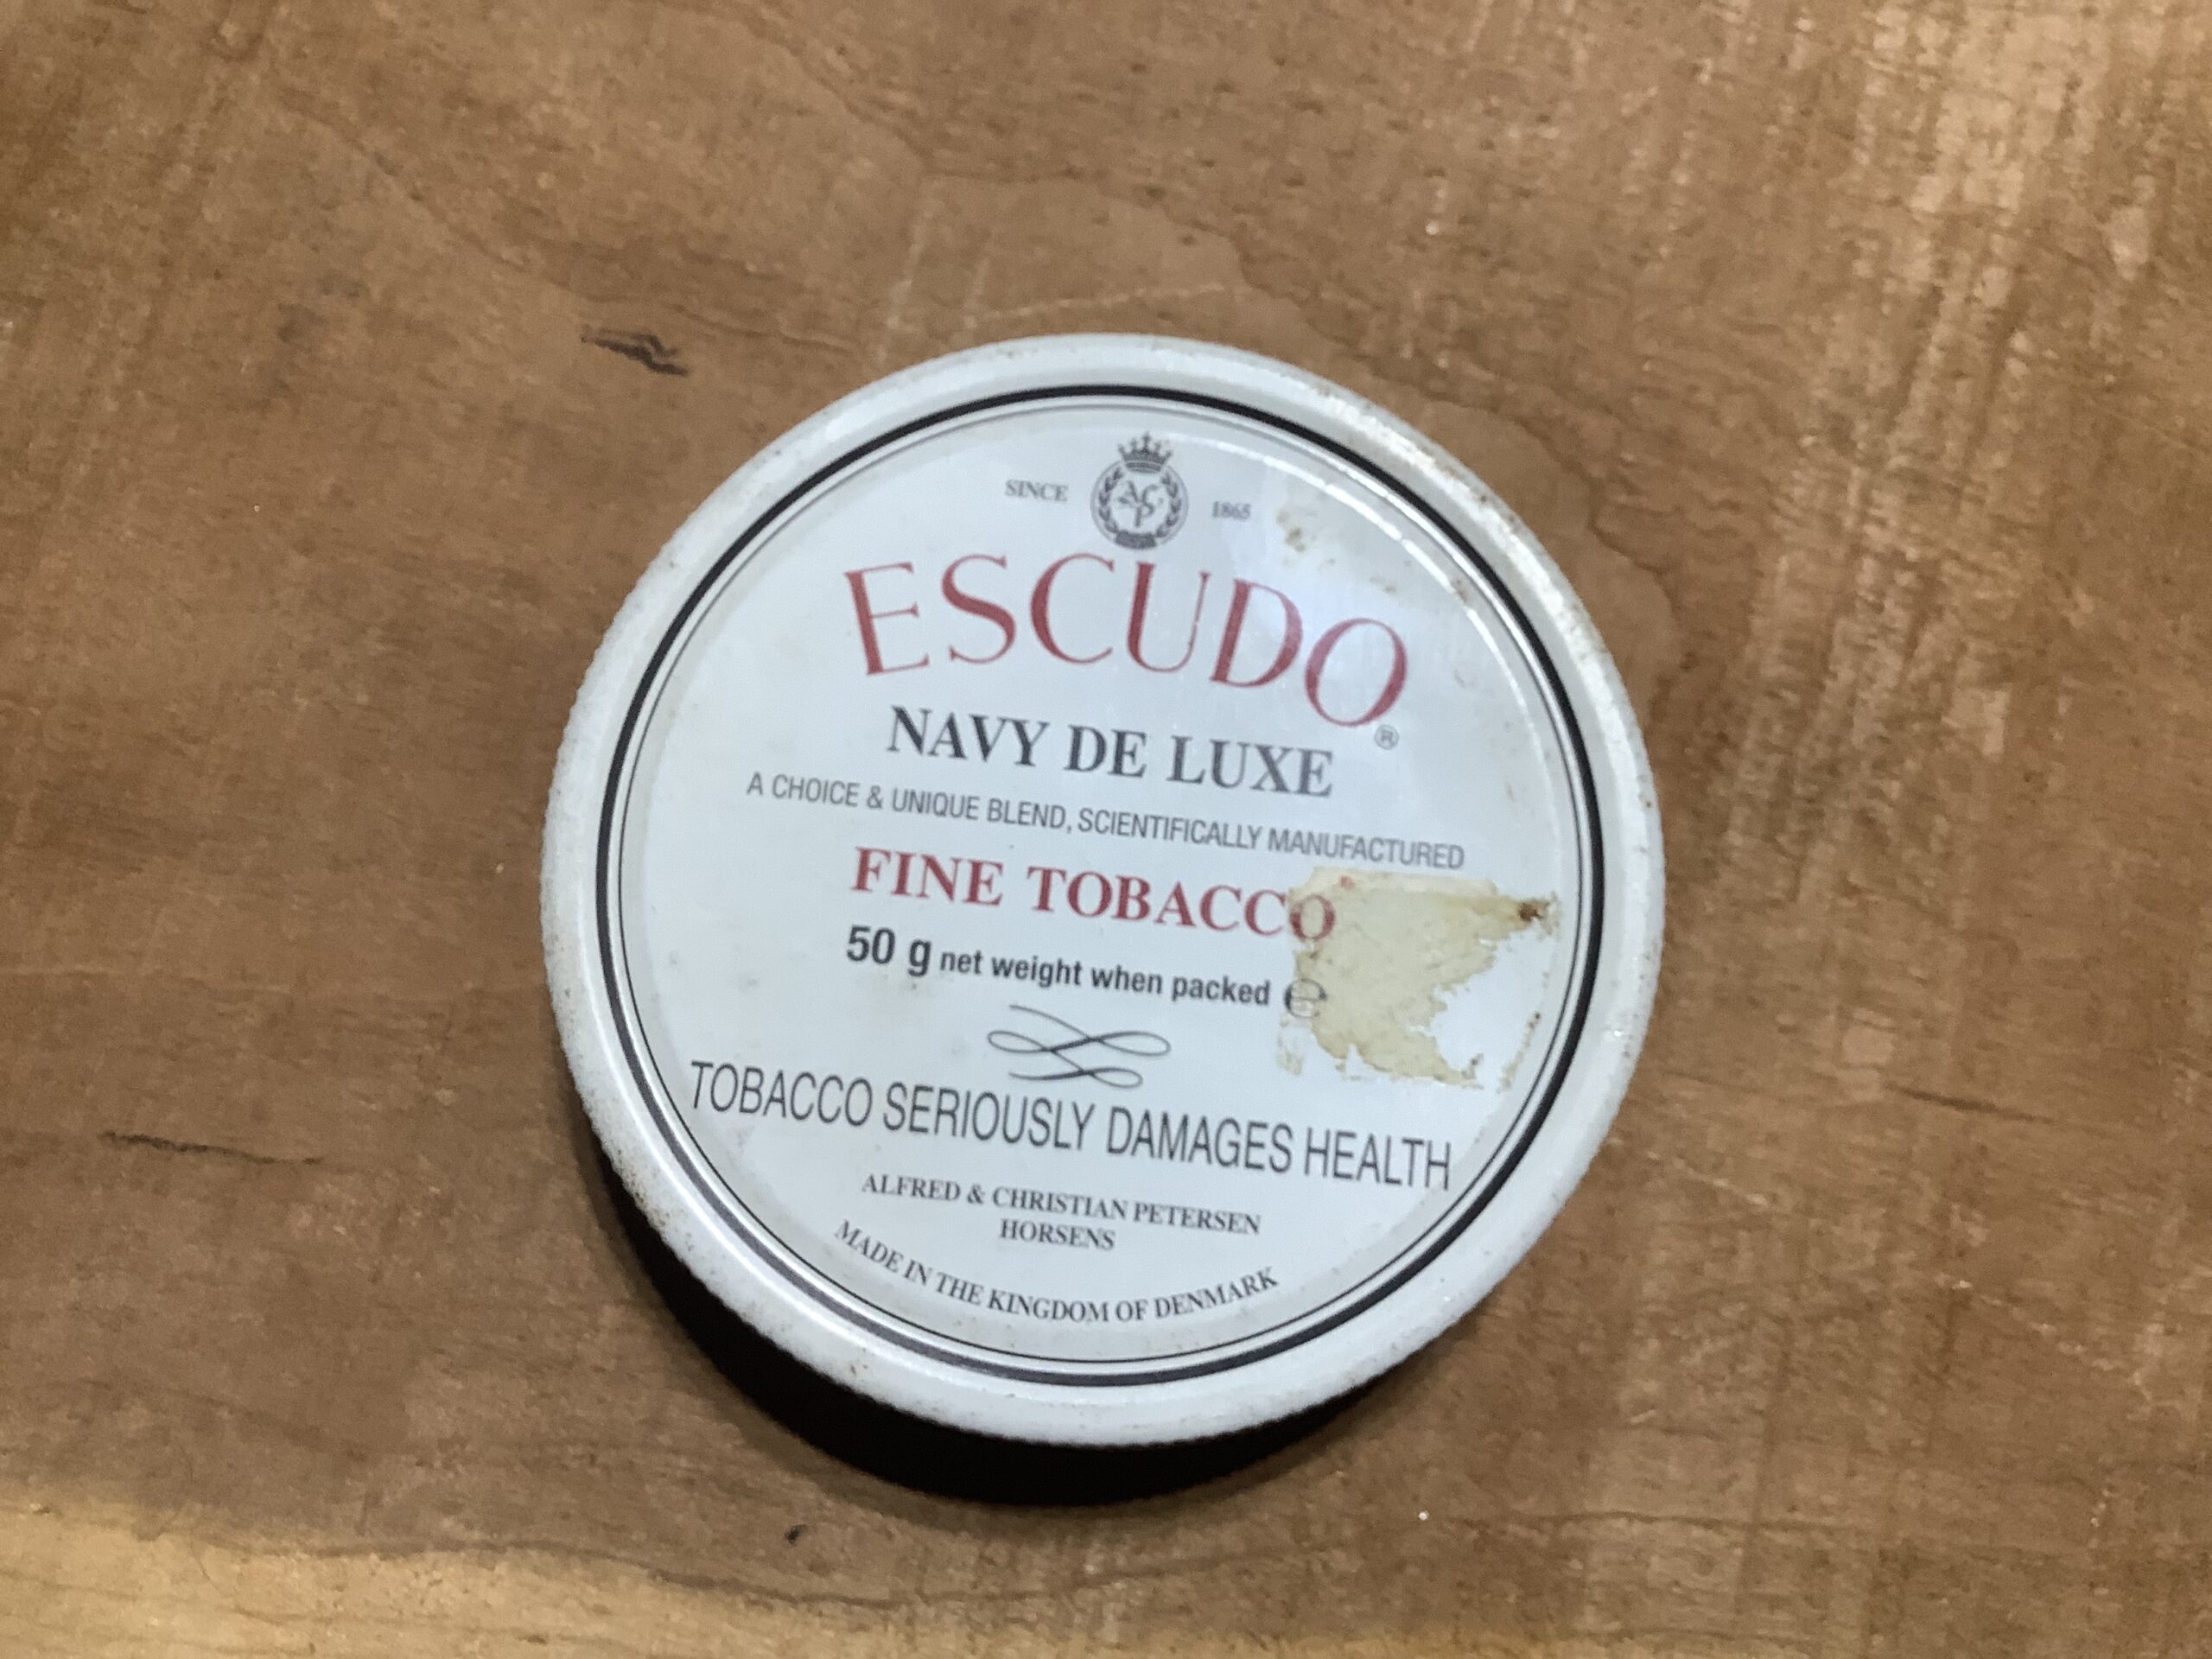 SINCE ACP 1865
ESCUDO®
NAVY DE LUXE
A CHOICE & UNIQUE BLEND, SCIENTIFICALLY MANUFACTURED
FINE TOBACCO
50 g net weight when packed ℮
TOBACCO SERIOUSLY DAMAGES HEALTH
ALFRED & CHRISTIAN PETERSEN
HORSENS
MADE IN THE KINGDOM OF DENMARK